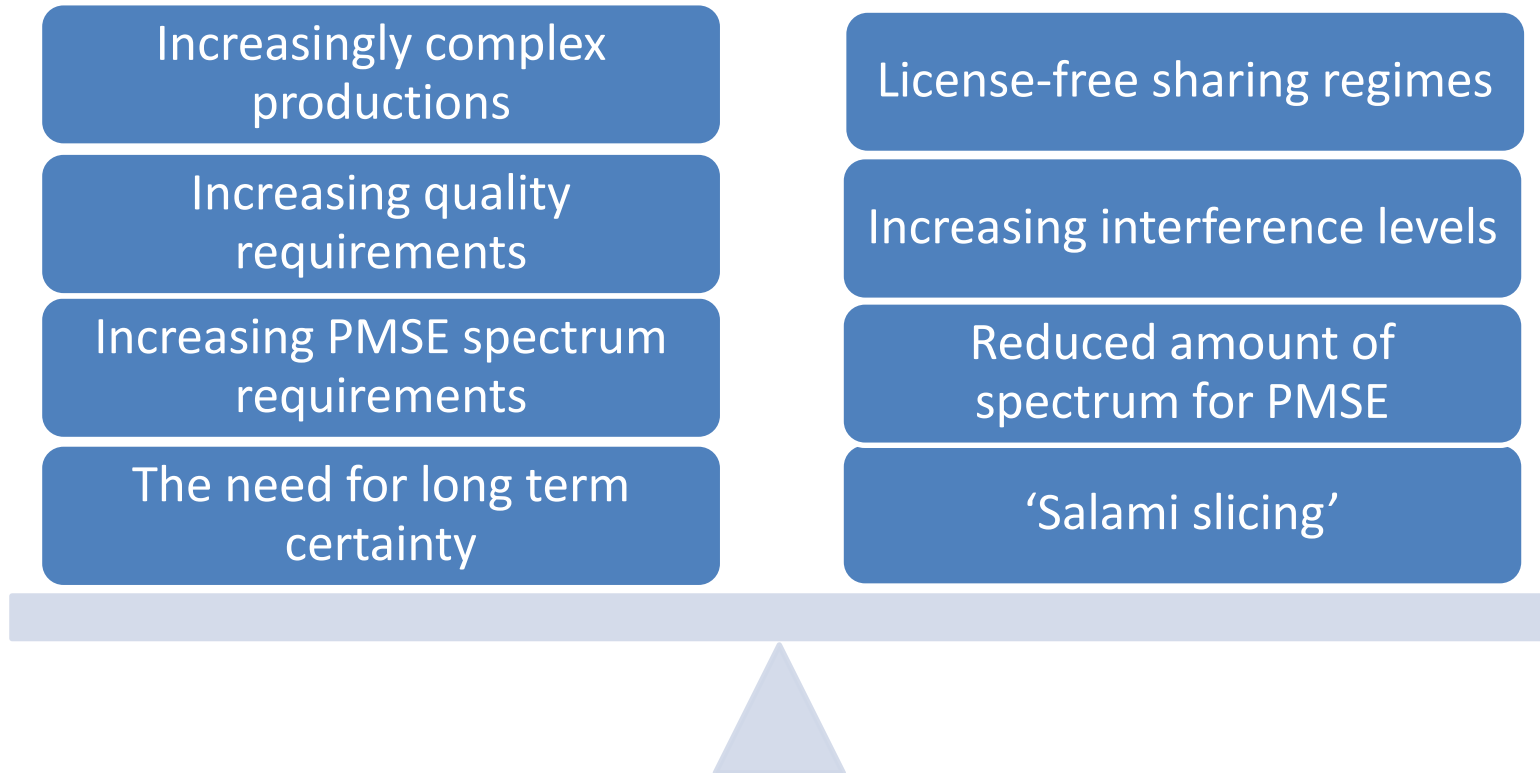 Increasingly complex
productions
Increasing quality
requirements
Increasing PMSE spectrum
requirements
The need for long term
certainty
License-free sharing regimes
Increasing interference levels
Reduced amount of
spectrum for PMSE
‘Salami slicing’